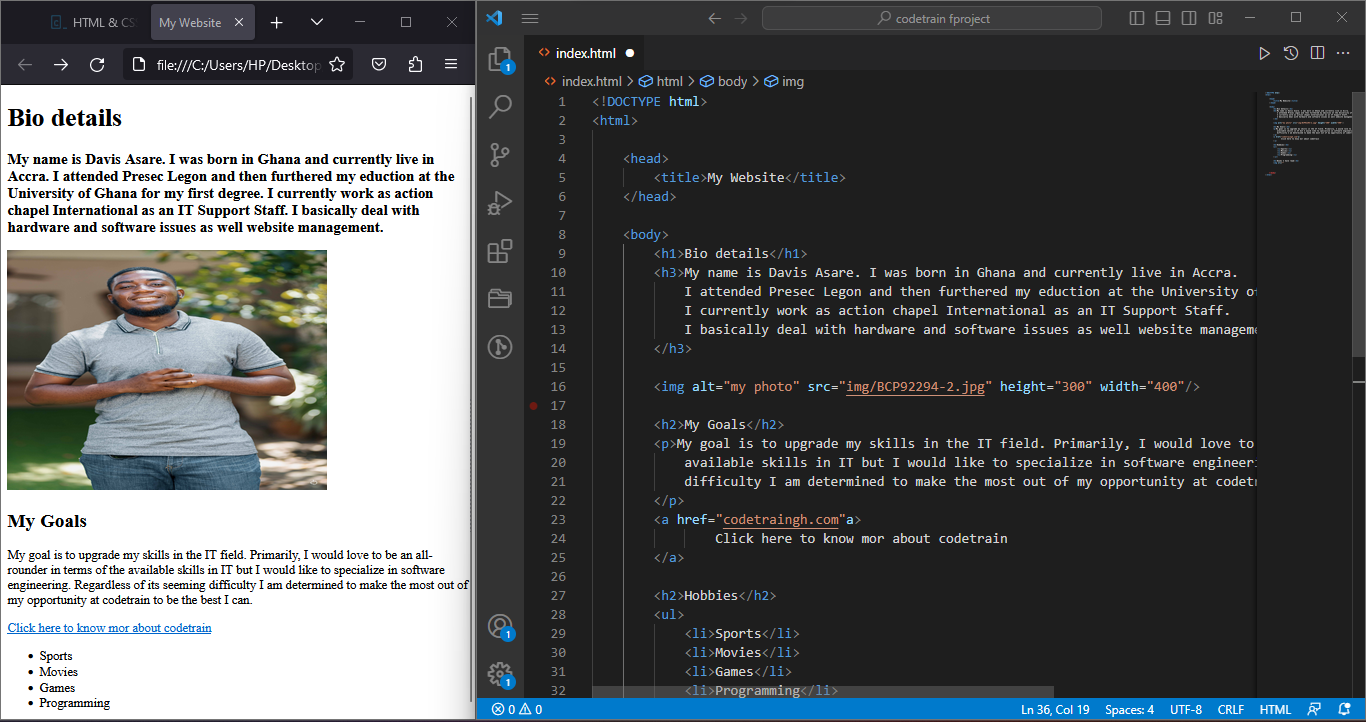 HTML & CS
My Website
file:///C:/Users/HP/Desktop
Bio details
My name is Davis Asare. I was born in Ghana and currently live in
Accra. I attended Presec Legon and then furthered my eduction at the
University of Ghana for my first degree. I currently work as action
chapel International as an IT Support Staff. I basically deal with
hardware and software issues as well website management.
My Goals
My goal is to upgrade my skills in the IT field. Primarily, I would love to be an all-
rounder in terms of the available skills in IT but I would like to specialize in software
engineering. Regardless of its seeming difficulty I am determined to make the most out of
my opportunity at codetrain to be the best I can.
Click here to know mor about codetrain
• Sports
• Movies
• Games
• Programming
codetrain fproject
index.html
index.html > html > body > img
1 <!DOCTYPE html>
2 <html>
3
4 <head>
5 <title>My Website</title>
6 </head>
7
8 <body>
9 <h1>Bio details</h1>
10 <h3>My name is Davis Asare. I was born in Ghana and currently live in Accra.
11 I attended Presec Legon and then furthered my eduction at the University of
12 I currently work as action chapel International as an IT Support Staff.
13 I basically deal with hardware and software issues as well website manageme
14 </h3>
15
16 <img alt="my photo" src="img/BCP92294-2.jpg" height="300" width="400"/>
17
18 <h2>My Goals</h2>
19 <p>My goal is to upgrade my skills in the IT field. Primarily, I would love to
20 available skills in IT but I would like to specialize in software engineeri
21 difficulty I am determined to make the most out of my opportunity at codetr
22 </p>
23 <a href="codetraingh.com"a>
24 Click here to know mor about codetrain
25 </a>
26
27 <h2>Hobbies</h2>
28 <ul>
29 <li>Sports</li>
30 <li>Movies</li>
31 <li>Games</li>
32 <li>Programming</li>
1
1
1
0 0
Ln 36, Col 19 Spaces: 4 UTF-8 CRLF HTML